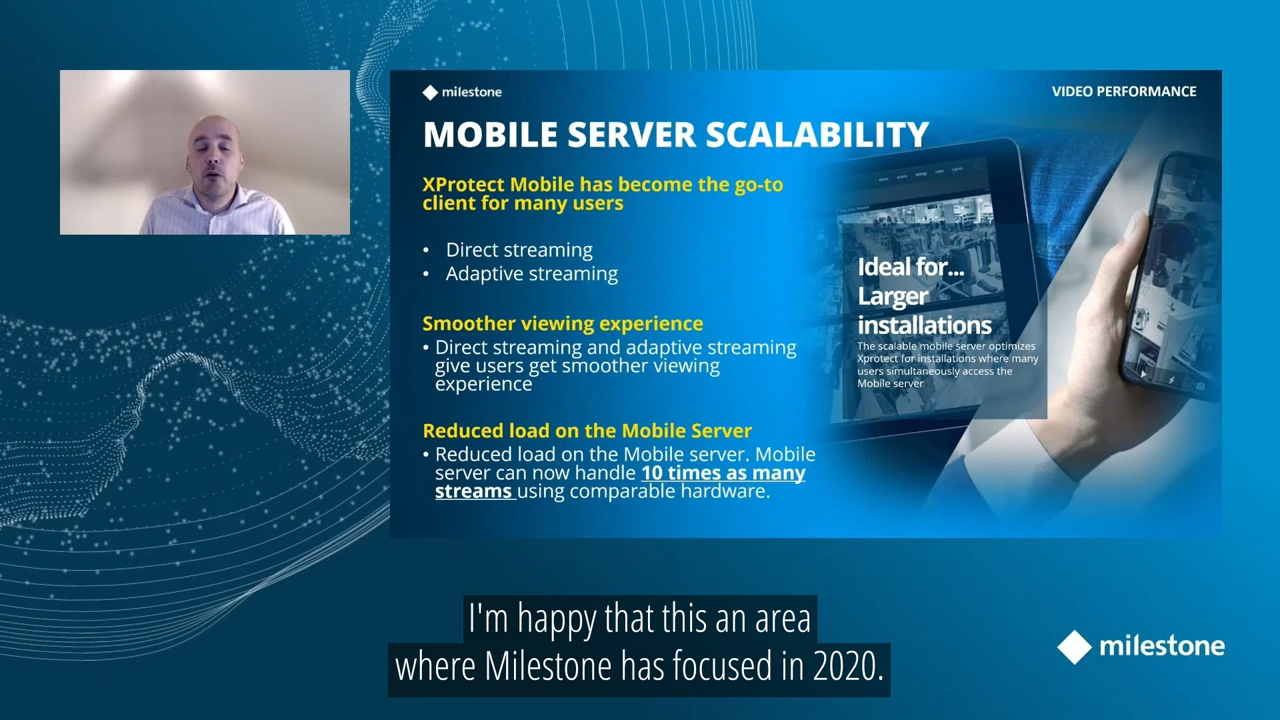 milestone
VIDEO PERFORMANCE
MOBILE SERVER SCALABILITY
XProtect Mobile has become the go-to
client for many users
• Direct streaming
• Adaptive streaming
Smoother viewing experience
• Direct streaming and adaptive streaming
give users get smoother viewing
experience
Reduced load on the Mobile Server
• Reduced load on the Mobile server. Mobile
server can now handle 10 times as many
streams using comparable hardware.
Ideal for...
Larger
installations
The scalable mobile server optimizes
Xprotect for installations where many
users simultaneously access the
Mobile server
I'm happy that this an area
where Milestone has focused in 2020.
milestone